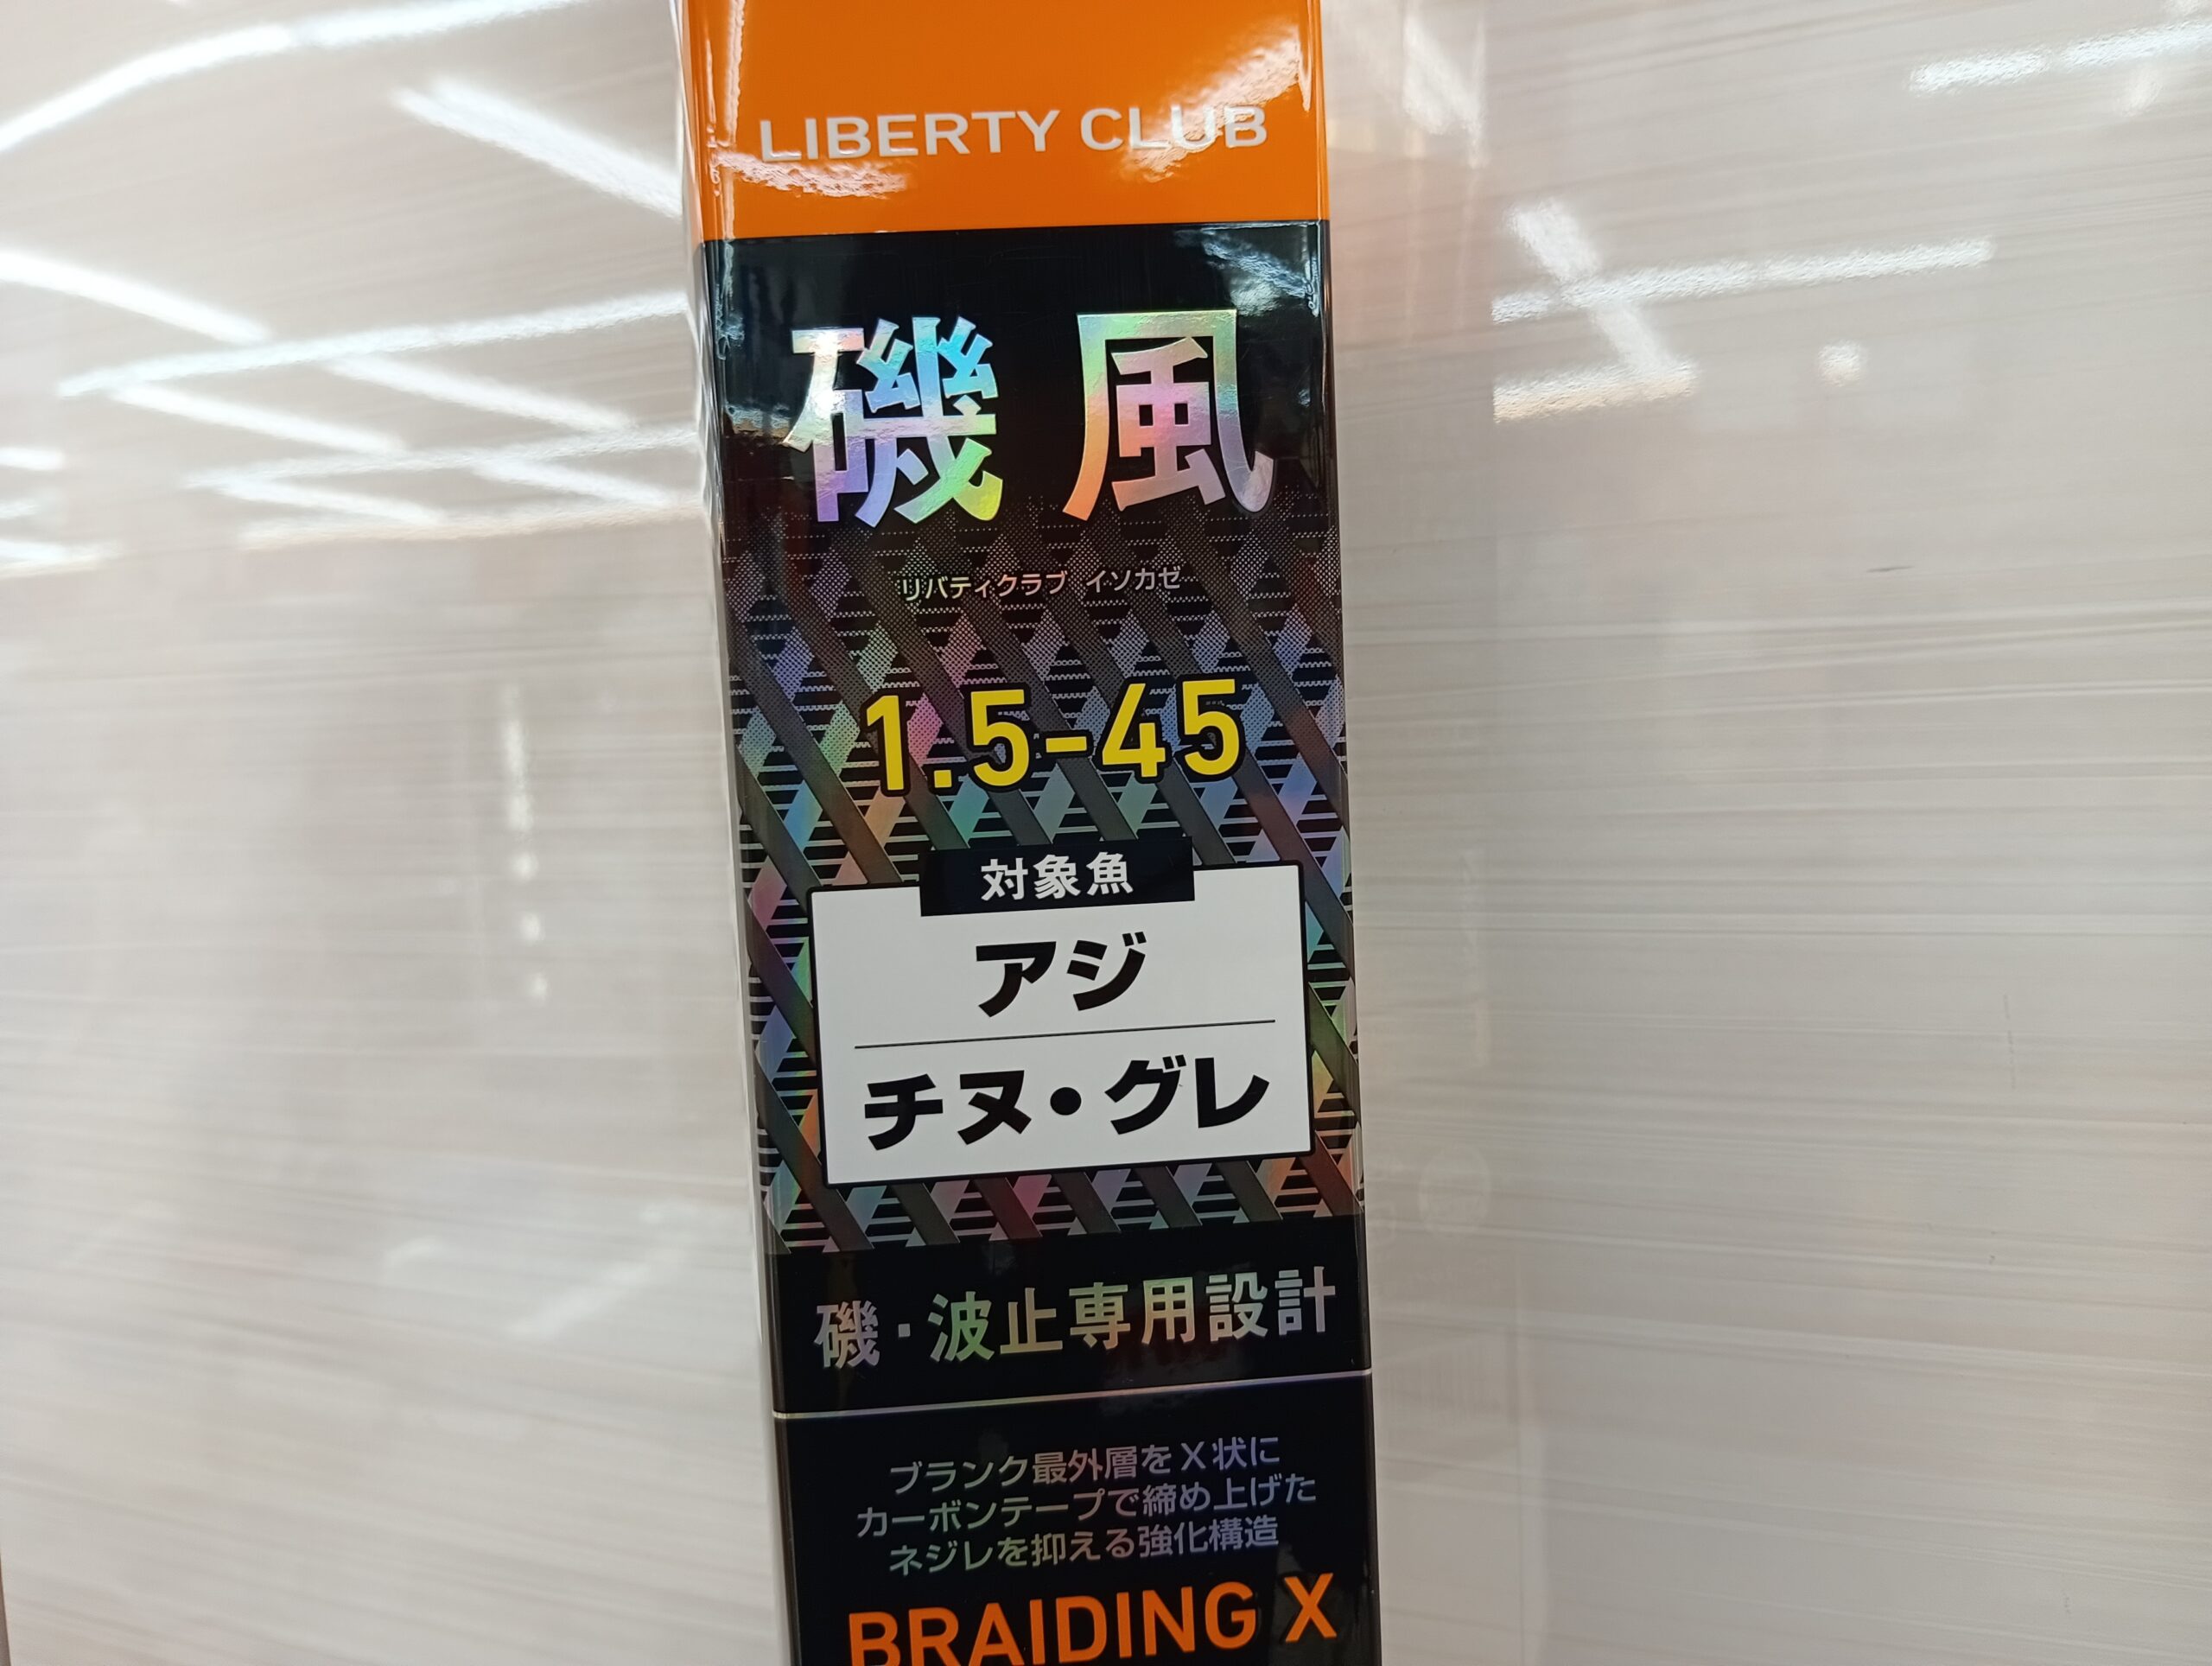 LIBERTY CLUB
磯風
リバティクラブ イソカゼ
1.5-45
対象魚
アジ
チヌ・グレ
磯・波止専用設計
ブランク最外層をX状に
カーボンテープで締め上げた
ネジレを抑える強化構造
BRAIDING X